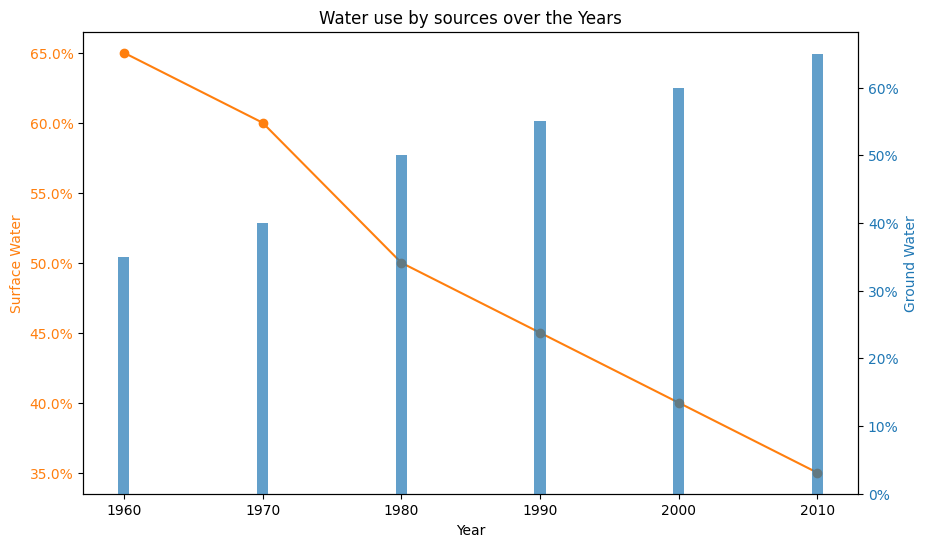 Water use by sources over the Years
Surface Water
65.0%
60.0%
55.0%
50.0%
45.0%
40.0%
35.0%
60%
50%
40%
30%
20%
10%
0%
Ground Water
1960 1970 1980 1990 2000 2010
Year